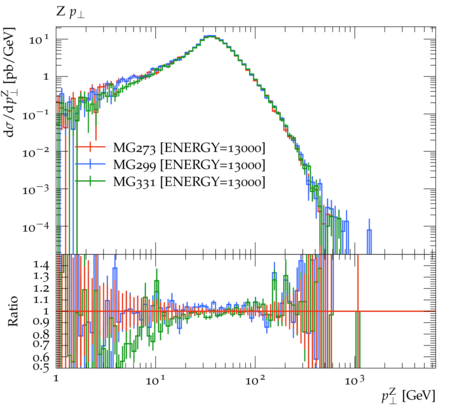 Z p⊥
dσ/dp⊥^Z [pb/GeV]
10^1
1
10^−1
10^−2
10^−3
10^−4
MG273 [ENERGY=13000]
MG299 [ENERGY=13000]
MG331 [ENERGY=13000]
Ratio
1.4
1.3
1.2
1.1
1
0.9
0.8
0.7
0.6
0.5
1 10^1 10^2 10^3
p⊥^Z [GeV]